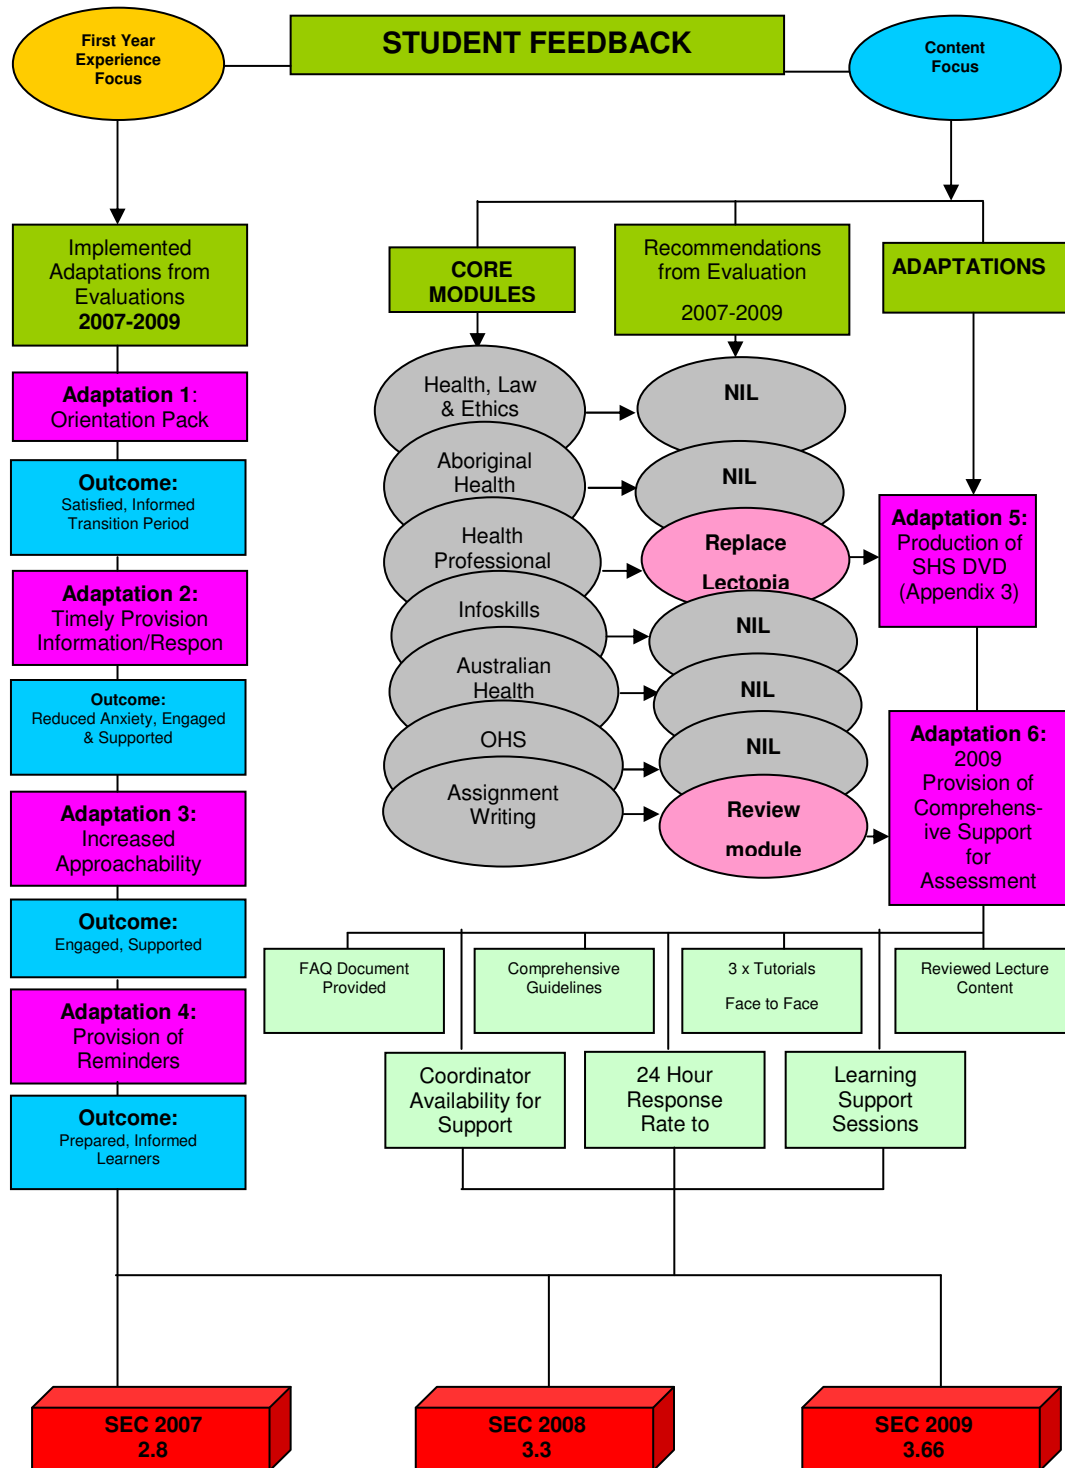 First Year
Experience
Focus
STUDENT FEEDBACK
Content
Focus
Implemented
Adaptations from
Evaluations
2007-2009
CORE
MODULES
Recommendations
from Evaluation
2007-2009
ADAPTATIONS
Adaptation 1:
Orientation Pack
Outcome:
Satisfied, Informed
Transition Period
Adaptation 2:
Timely Provision
Information/Respon
Outcome:
Reduced Anxiety, Engaged
& Supported
Adaptation 3:
Increased
Approachability
Outcome:
Engaged, Supported
Adaptation 4:
Provision of
Reminders
Outcome:
Prepared, Informed
Learners
Health, Law
& Ethics
NIL
Aboriginal
Health
NIL
Health
Professional
Replace
Lectopia
Infoskills
NIL
Australian
Health
NIL
OHS
NIL
Assignment
Writing
Review
module
Adaptation 5:
Production of
SHS DVD
(Appendix 3)
Adaptation 6:
2009
Provision of
Comprehens-
ive Support
for
Assessment
FAQ Document
Provided
Comprehensive
Guidelines
3 x Tutorials
Face to Face
Reviewed Lecture
Content
Coordinator
Availability for
Support
24 Hour
Response
Rate to
Learning
Support
Sessions
SEC 2007
2.8
SEC 2008
3.3
SEC 2009
3.66